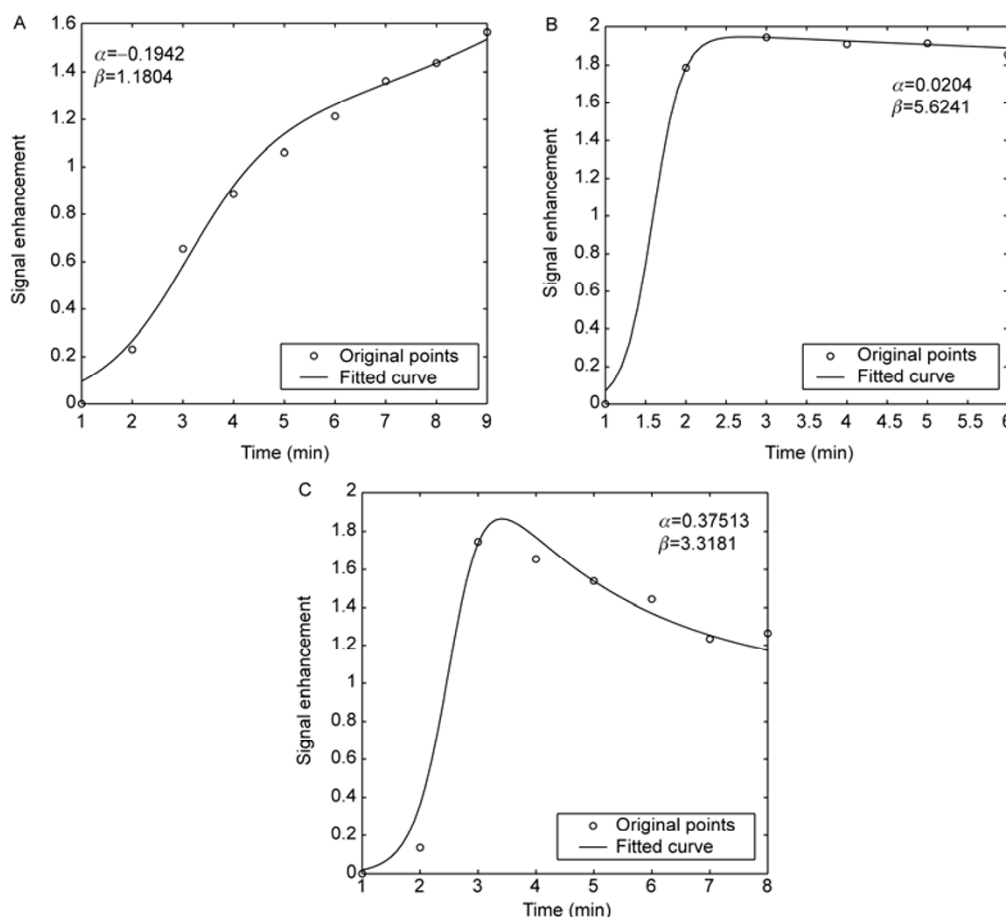 A
α=−0.1942
β=1.1804
1.6
1.4
1.2
1
0.8
0.6
0.4
0.2
0
Signal enhancement
Original points
Fitted curve
1 2 3 4 5 6 7 8 9
Time (min)
B
2
1.8
1.6
1.4
1.2
1
0.8
0.6
0.4
0.2
0
Signal enhancement
α=0.0204
β=5.6241
Original points
Fitted curve
1 1.5 2 2.5 3 3.5 4 4.5 5 5.5 6
Time (min)
C
2
1.8
1.6
1.4
1.2
1
0.8
0.6
0.4
0.2
0
Signal enhancement
α=0.37513
β=3.3181
Original points
Fitted curve
1 2 3 4 5 6 7 8
Time (min)